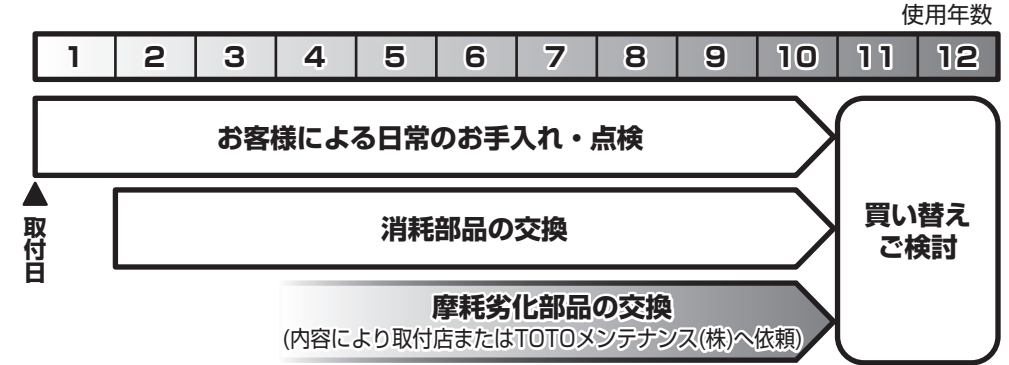 使用年数
1 2 3 4 5 6 7 8 9 10 11 12
お客様による日常のお手入れ・点検
取付日
消耗部品の交換
買い替え
ご検討
摩耗劣化部品の交換
(内容により取付店またはTOTOメンテナンス(株)へ依頼)